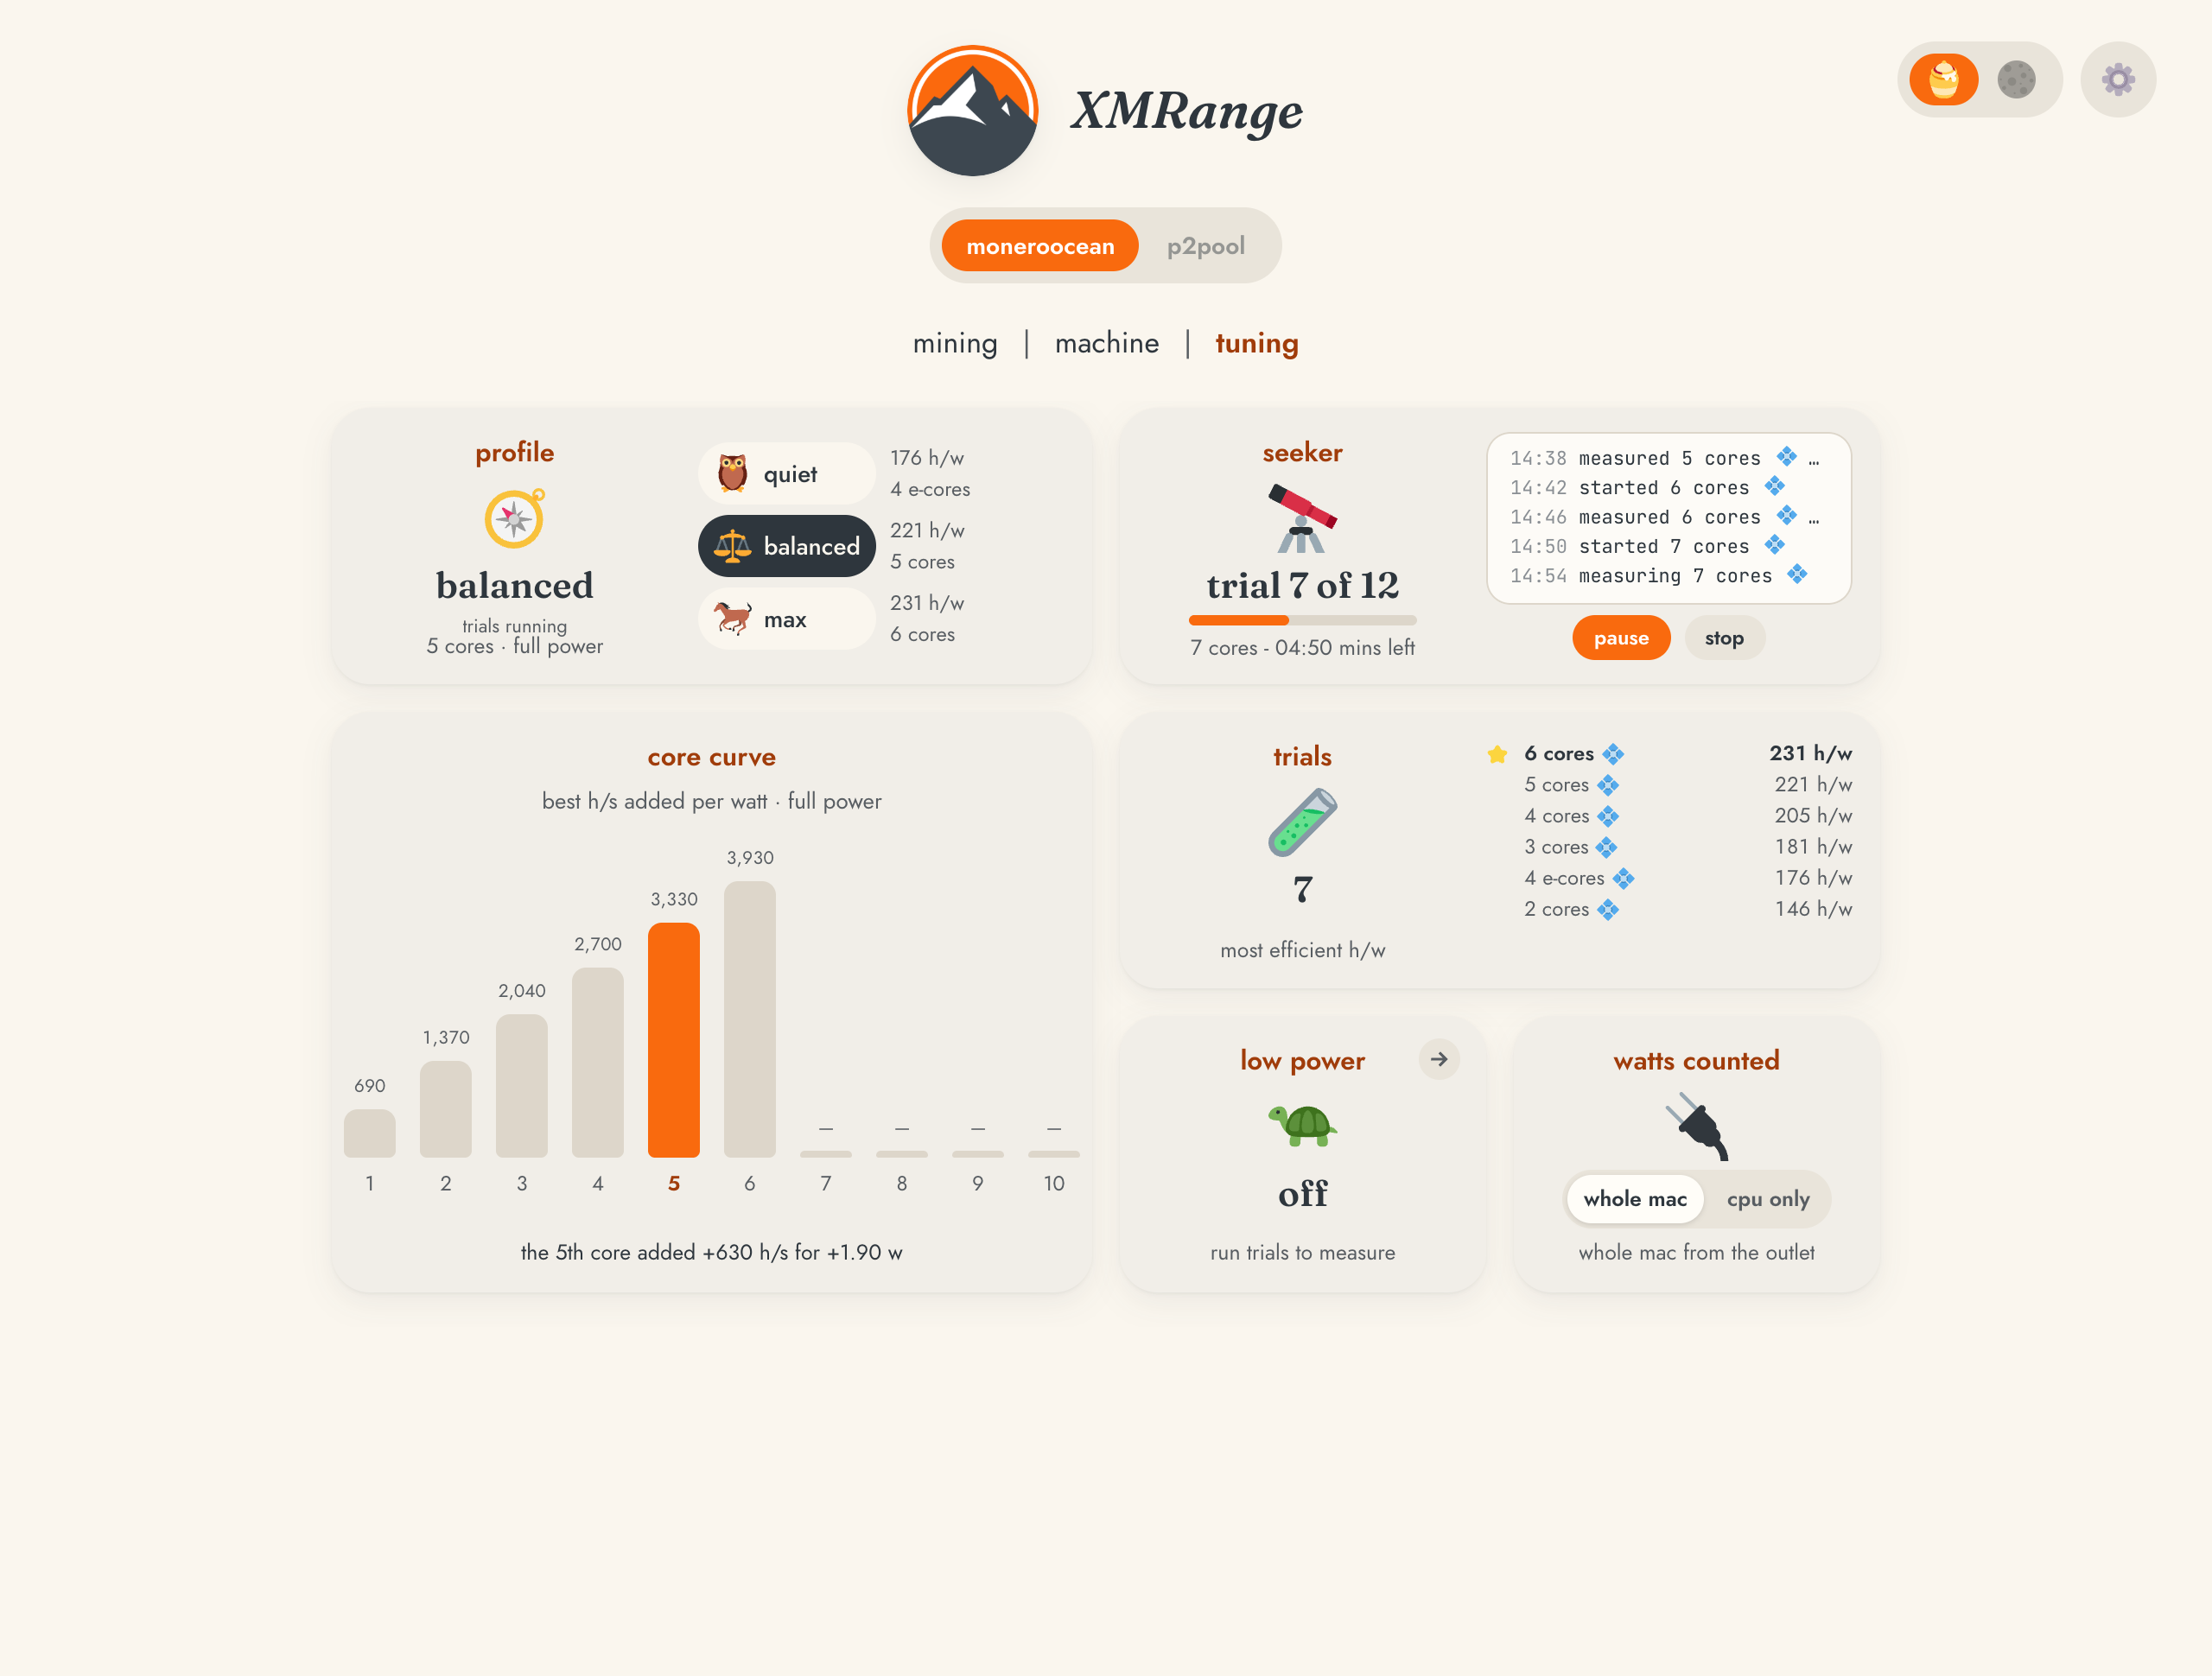 XMRange
moneroocean
p2pool
mining | machine | tuning
profile
balanced
trials running
5 cores · full power
quiet
176 h/w
4 e-cores
balanced
221 h/w
5 cores
max
231 h/w
6 cores
seeker
trial 7 of 12
7 cores - 04:50 mins left
14:38 measured 5 cores 💠 …
14:42 started 6 cores 💠
14:46 measured 6 cores 💠 …
14:50 started 7 cores 💠
14:54 measuring 7 cores 💠
pause
stop
core curve
best h/s added per watt · full power
690
1,370
2,040
2,700
3,330
3,930
–
–
–
–
1 2 3 4 5 6 7 8 9 10
the 5th core added +630 h/s for +1.90 w
trials
7
most efficient h/w
6 cores 💠 231 h/w
5 cores 💠 221 h/w
4 cores 💠 205 h/w
3 cores 💠 181 h/w
4 e-cores 💠 176 h/w
2 cores 💠 146 h/w
low power
→
off
run trials to measure
watts counted
whole mac
cpu only
whole mac from the outlet